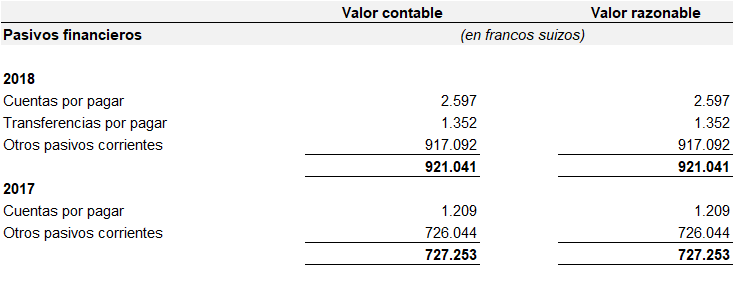 Valor contable Valor razonable
Pasivos financieros (en francos suizos)
2018
Cuentas por pagar 2.597 2.597
Transferencias por pagar 1.352 1.352
Otros pasivos corrientes 917.092 917.092
921.041 921.041
2017
Cuentas por pagar 1.209 1.209
Otros pasivos corrientes 726.044 726.044
727.253 727.253